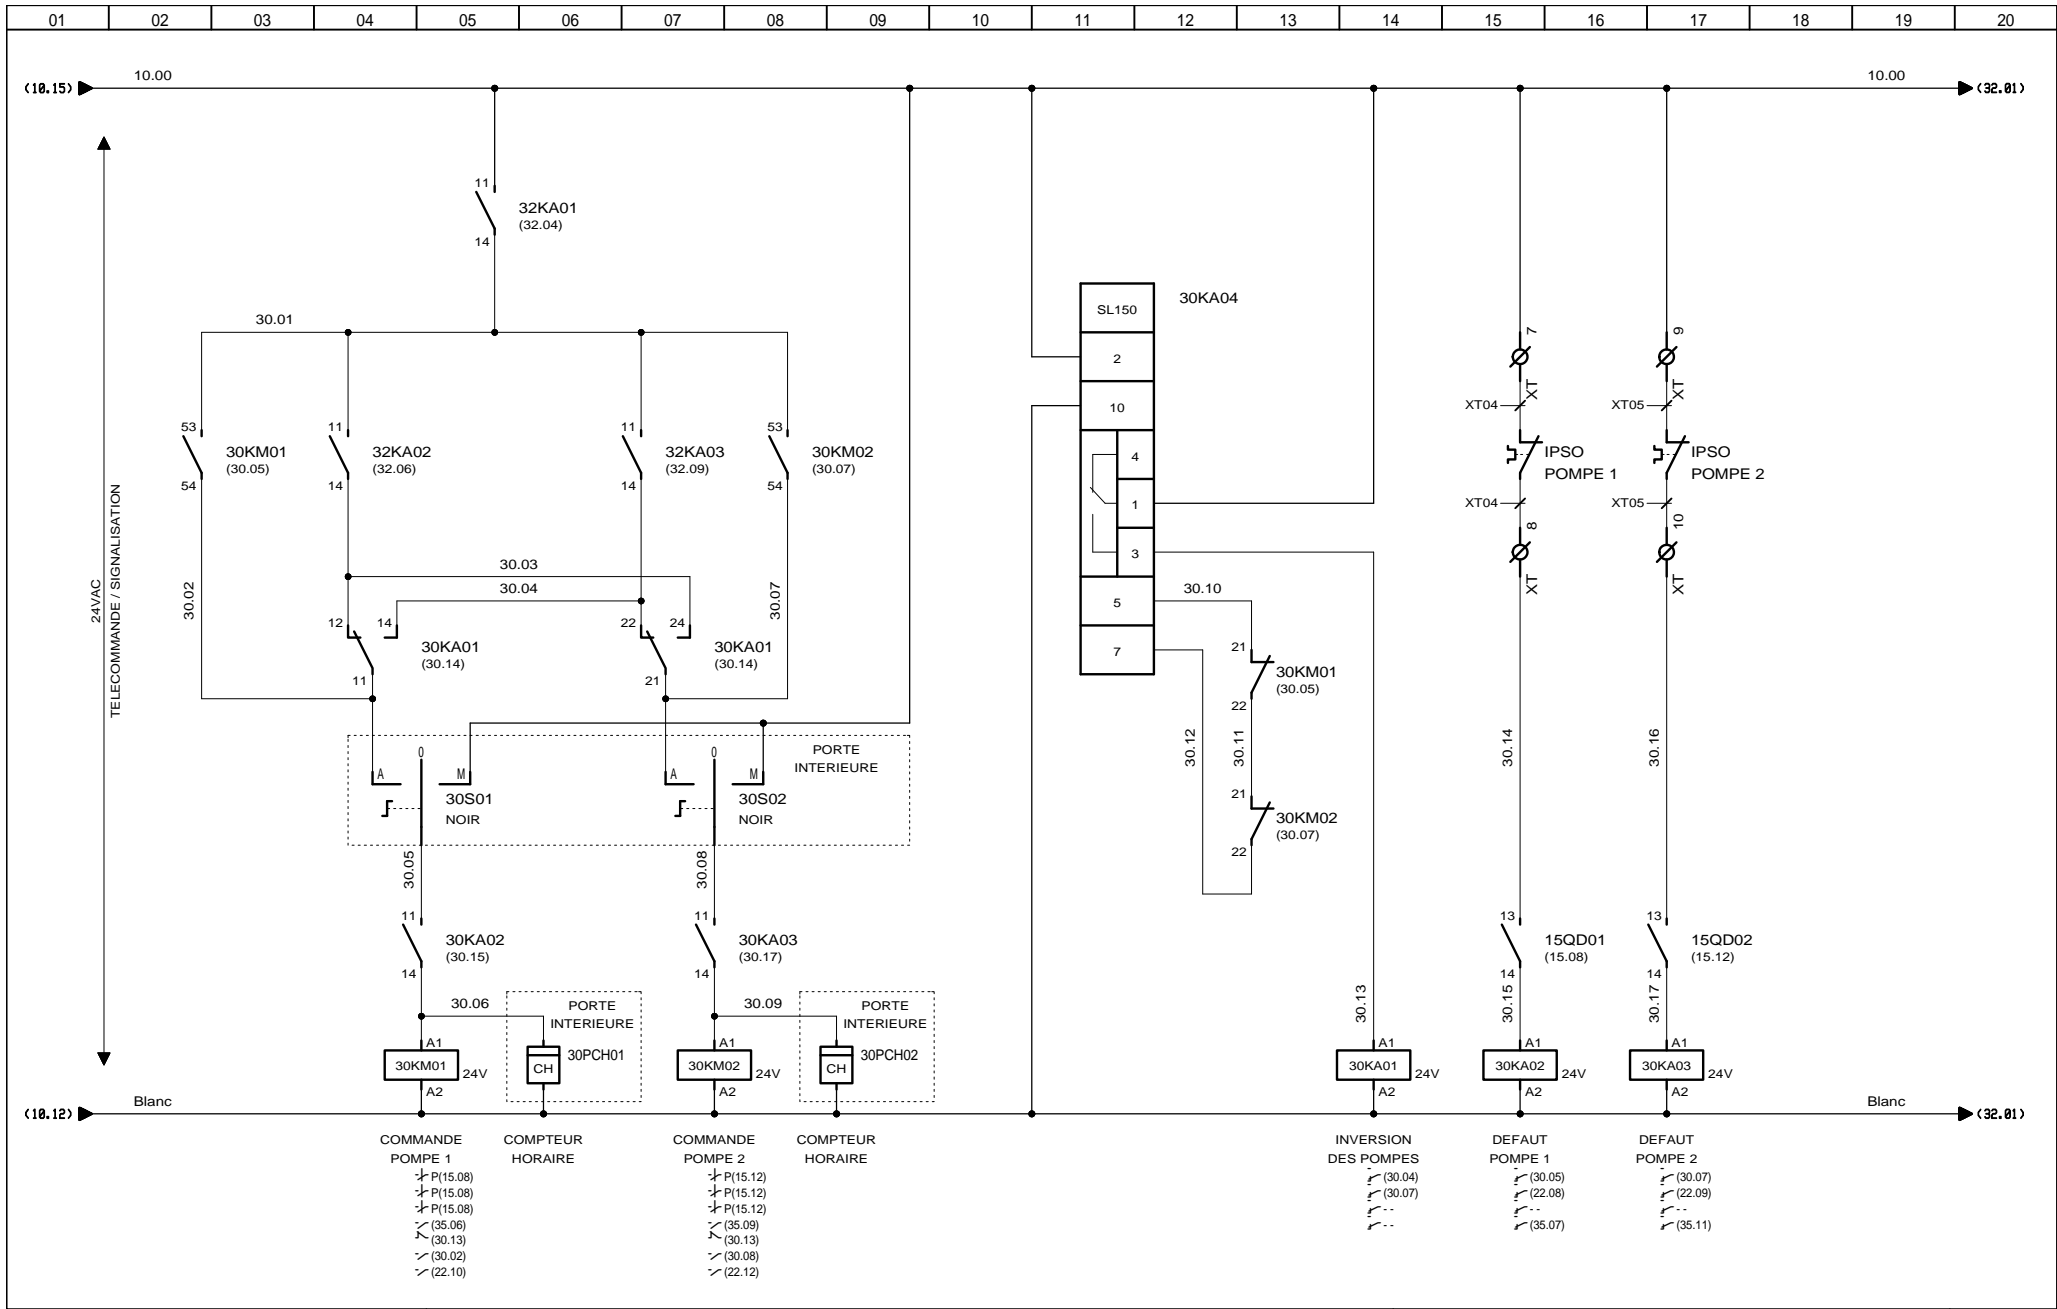 01 02 03 04 05 06 07 08 09 10 11 12 13 14 15 16 17 18 19 20
10.00 10.00
(10.15) (32.01)
11
32KA01
(32.04)
14
30KA04
SL150
30.01
2
7 9
XT XT
10
XT04 XT05
53 11 11 53
30KM01 32KA02 32KA03 30KM02
(30.05) (32.06) (32.09) (30.07)
54 14 14 54
4
IPSO IPSO
POMPE 1 POMPE 2
1
XT04 XT05
8 10
3
XT XT
24VAC
TELECOMMANDE / SIGNALISATION
30.03
30.04
30.02 30.07
5
30.10
12 14 22 24
30KA01 30KA01
(30.14) (30.14)
11 21
7
21
30KM01
(30.05)
22
30.12 30.11 30.14 30.16
PORTE
INTERIEURE
A 0 M A 0 M
30S01 30S02
NOIR NOIR
21
30KM02
(30.07)
22
30.05 30.08
11 11 13 13
30KA02 30KA03 15QD01 15QD02
(30.15) (30.17) (15.08) (15.12)
14 14 14 14
30.06 30.09
PORTE PORTE
INTERIEURE INTERIEURE
30.13 30.15 30.17
A1 A1 A1 A1 A1
30PCH01 30PCH02
30KM01 CH 30KM02 CH 30KA01 30KA02 30KA03
24V 24V 24V 24V 24V
A2 A2 A2 A2 A2
Blanc Blanc
(10.12) (32.01)
COMMANDE COMPTEUR COMMANDE COMPTEUR INVERSION DEFAUT DEFAUT
POMPE 1 HORAIRE POMPE 2 HORAIRE DES POMPES POMPE 1 POMPE 2
P(15.08) P(15.12) (30.04) (30.05) (30.07)
P(15.08) P(15.12) (30.07) (22.08) (22.09)
P(15.08) P(15.12) -- -- --
(35.06) (35.09) -- (35.07) (35.11)
(30.13) (30.13)
(30.02) (30.08)
(22.10) (22.12)